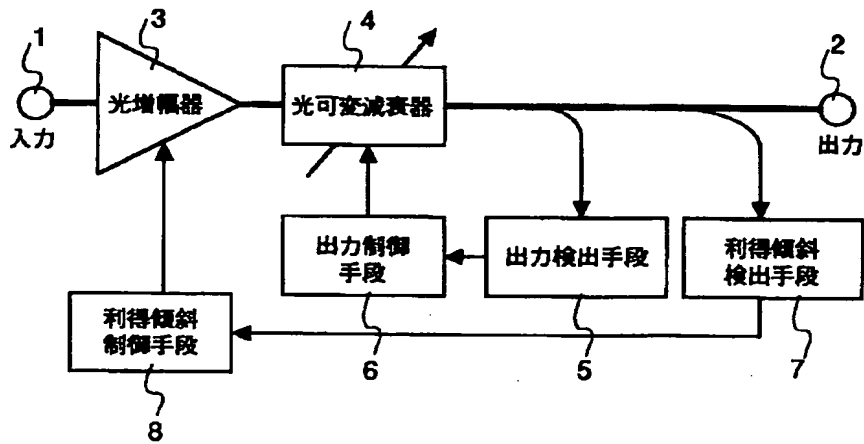 1
入力
3
光増幅器
4
光可変減衰器
2
出力
出力制御
手段
6
出力検出手段
5
利得傾斜
検出手段
7
利得傾斜
制御手段
8